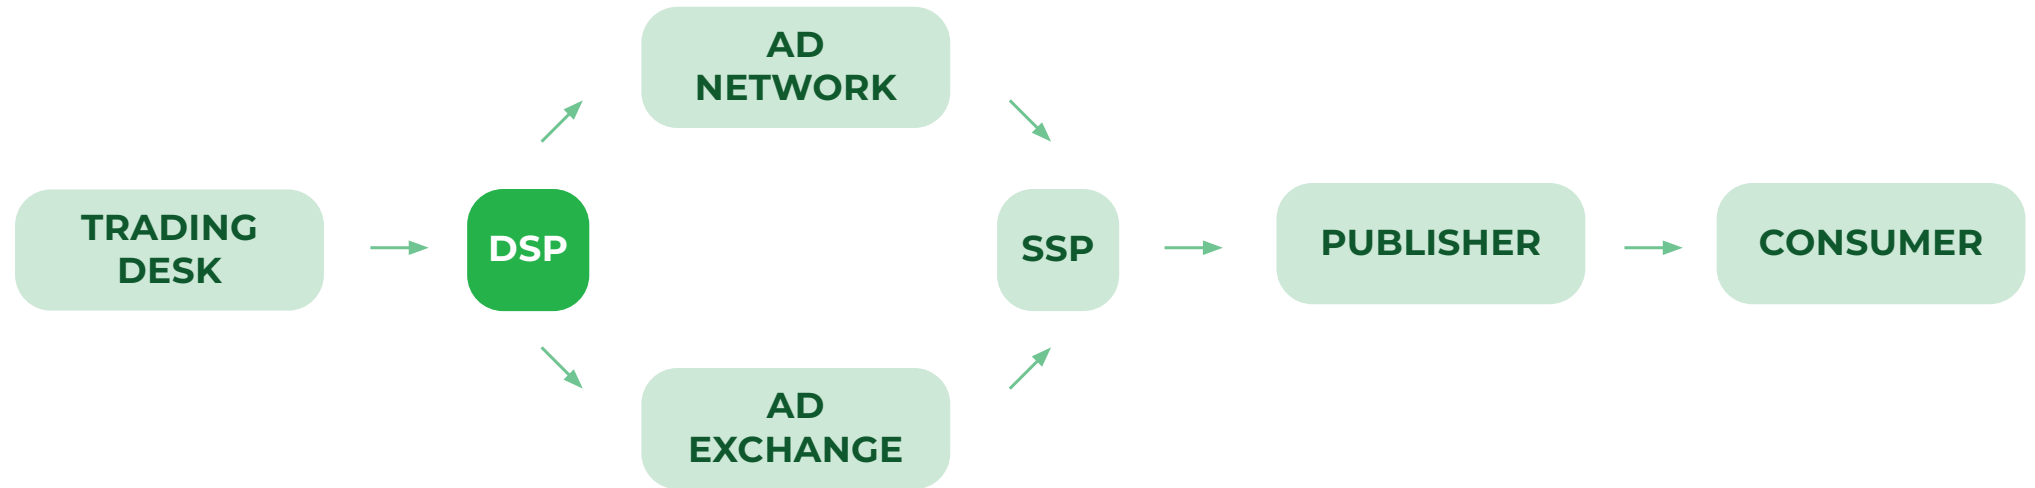 AD
NETWORK
TRADING
DESK
DSP
SSP
PUBLISHER
CONSUMER
AD
EXCHANGE